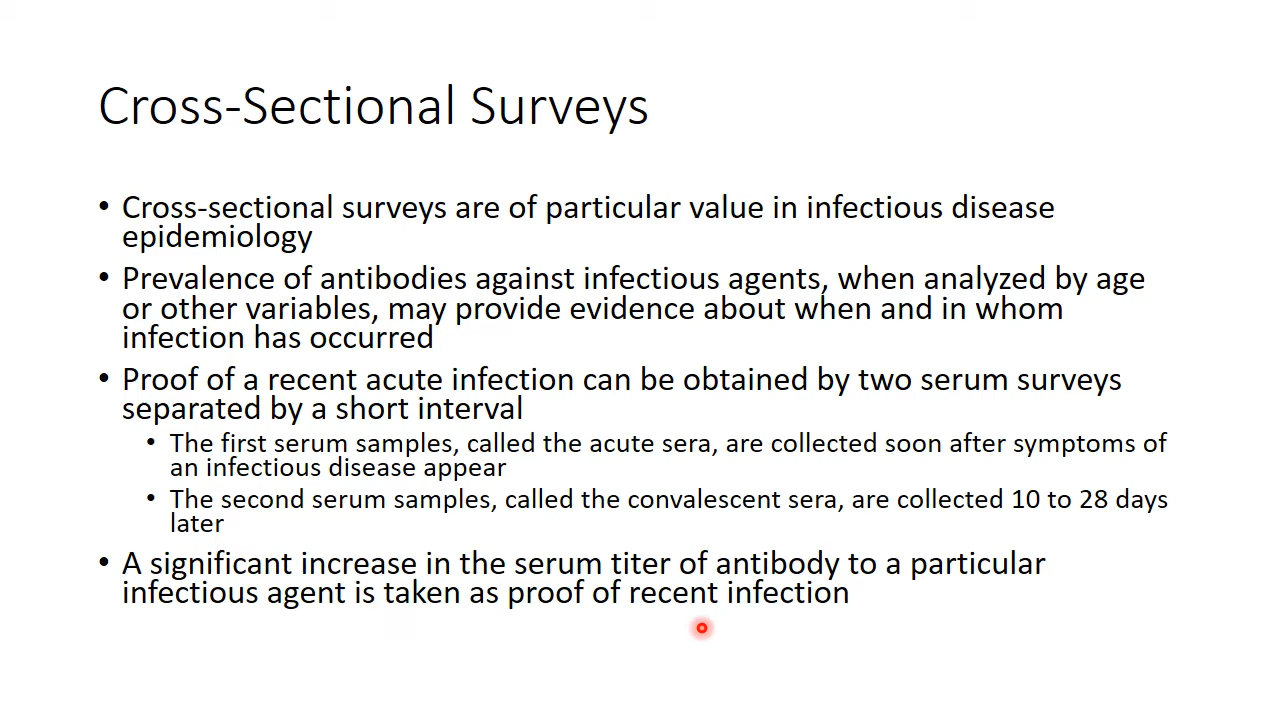 Cross-Sectional Surveys
• Cross-sectional surveys are of particular value in infectious disease
epidemiology
• Prevalence of antibodies against infectious agents, when analyzed by age
or other variables, may provide evidence about when and in whom
infection has occurred
• Proof of a recent acute infection can be obtained by two serum surveys
separated by a short interval
• The first serum samples, called the acute sera, are collected soon after symptoms of
an infectious disease appear
• The second serum samples, called the convalescent sera, are collected 10 to 28 days
later
• A significant increase in the serum titer of antibody to a particular
infectious agent is taken as proof of recent infection